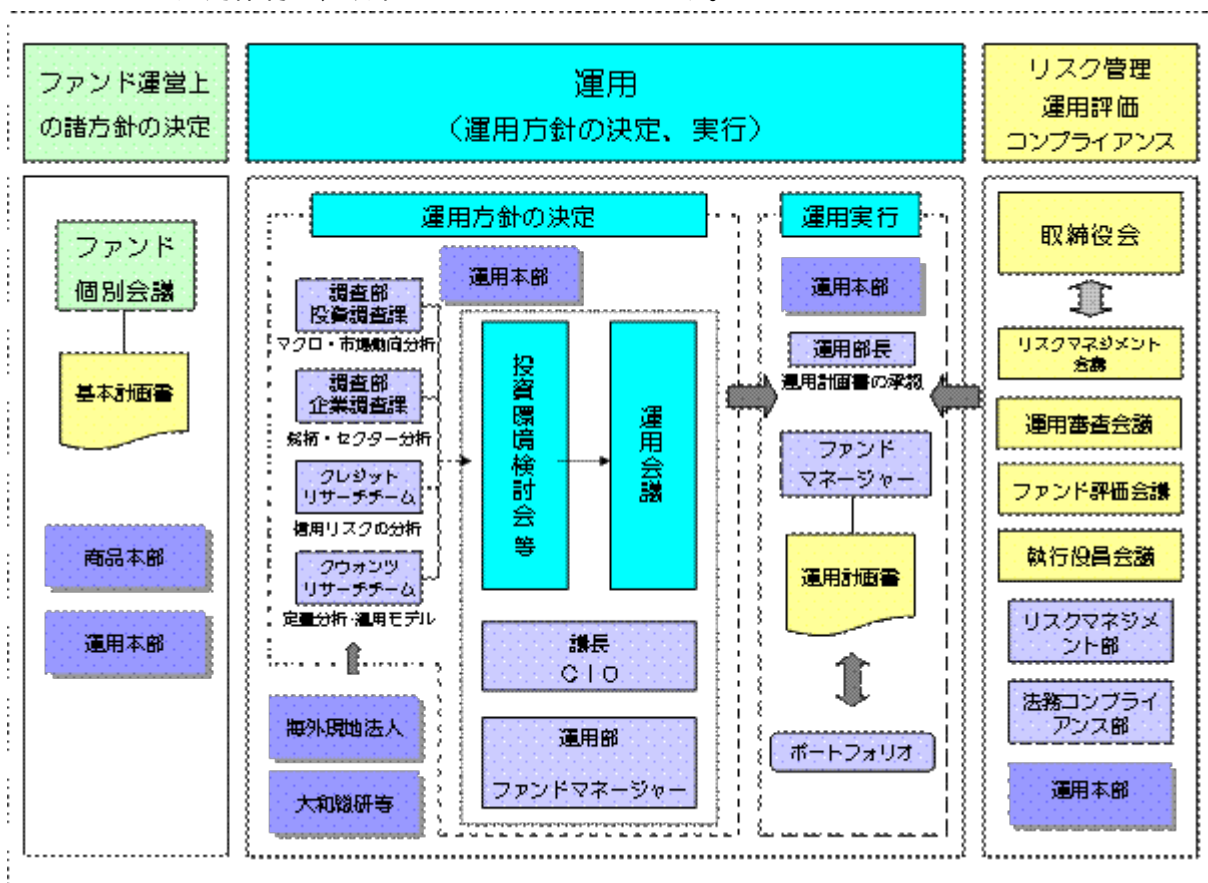 ファンド運営上
の諸方針の決定
運用
（運用方針の決定、実行）
リスク管理
運用評価
コンプライアンス
ファンド
個別会議
基本計画書
商品本部
運用本部
運用方針の決定
運用本部
調査部
投資調査課
マクロ・市場動向分析
調査部
企業調査課
銘柄・セクター分析
クレジット
リサーチチーム
信用リスクの分析
クウォンツ
リサーチチーム
定量分析・運用モデル
海外現地法人
大和総研等
投資環境検討会等
運用会議
議長
ＣＩＯ
運用部
ファンドマネージャー
運用実行
運用本部
運用部長
運用計画書の承認
ファンド
マネージャー
運用計画書
ポートフォリオ
取締役会
リスクマネジメント
会議
運用審査会議
ファンド評価会議
執行役員会議
リスクマネジメ
ント部
法務コンプライ
アンス部
運用本部